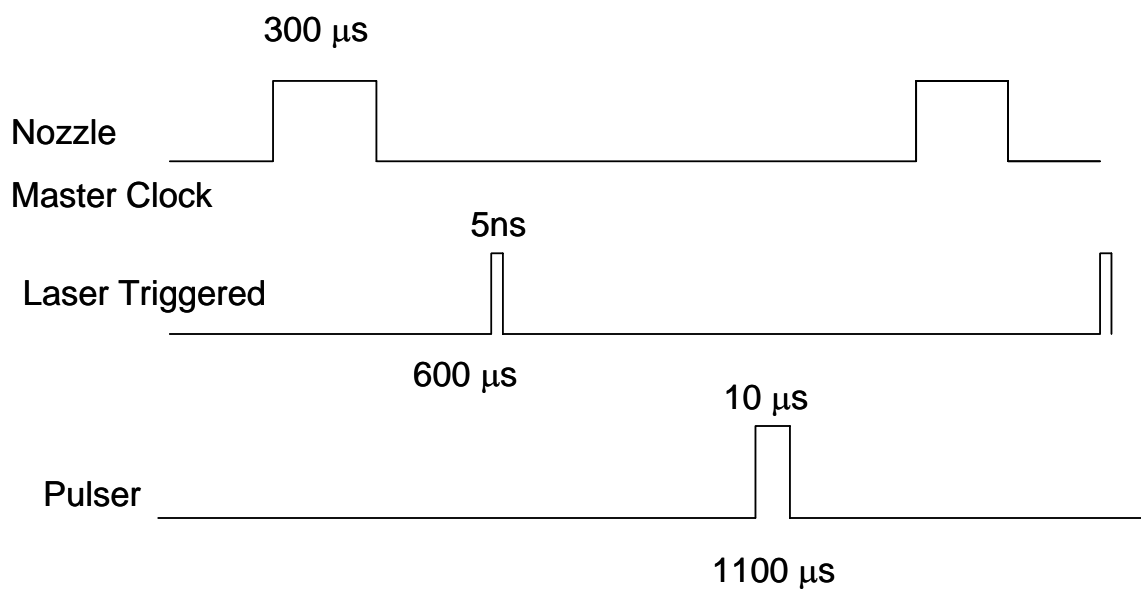 300 μs
Nozzle
Master Clock
5ns
Laser Triggered
600 μs
10 μs
Pulser
1100 μs